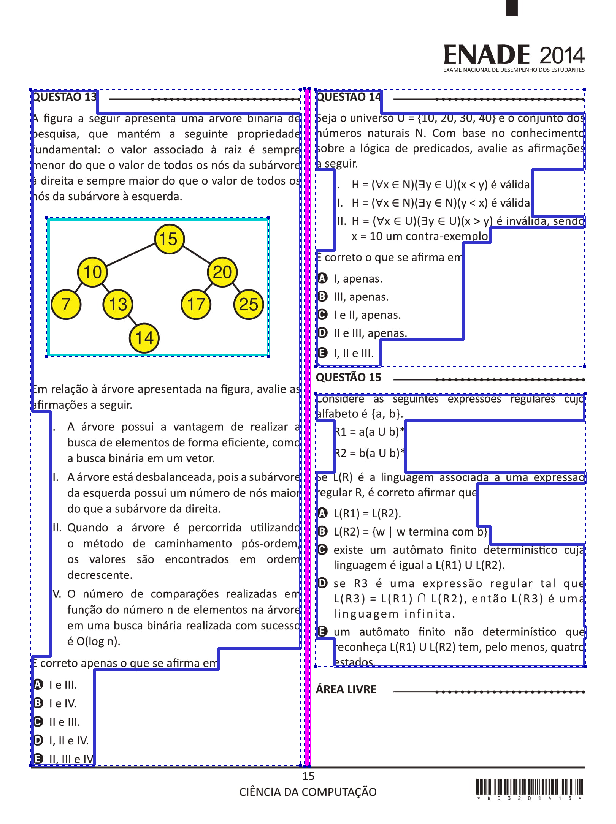 ENADE 2014
EXAME NACIONAL DE DESEMPENHO DOS ESTUDANTES
QUESTÃO 13
A figura a seguir apresenta uma árvore binária de
pesquisa, que mantém a seguinte propriedade
fundamental: o valor associado à raiz é sempre
menor do que o valor de todos os nós da subárvore
à direita e sempre maior do que o valor de todos os
nós da subárvore à esquerda.
15
10 20
7 13 17 25
14
Em relação à árvore apresentada na figura, avalie as
afirmações a seguir.
I. A árvore possui a vantagem de realizar a
busca de elementos de forma eficiente, como
a busca binária em um vetor.
II. A árvore está desbalanceada, pois a subárvore
da esquerda possui um número de nós maior
do que a subárvore da direita.
III. Quando a árvore é percorrida utilizando
o método de caminhamento pós-ordem,
os valores são encontrados em ordem
decrescente.
IV. O número de comparações realizadas em
função do número n de elementos na árvore
em uma busca binária realizada com sucesso
é O(log n).
É correto apenas o que se afirma em
A I e III.
B I e IV.
C II e III.
D I, II e IV.
E II, III e IV.
QUESTÃO 14
Seja o universo U = {10, 20, 30, 40} e o conjunto dos
números naturais N. Com base no conhecimento
sobre a lógica de predicados, avalie as afirmações
a seguir.
I. H = (∀x ∈ N)(∃y ∈ U)(x < y) é válida.
II. H = (∀x ∈ N)(∃y ∈ N)(y < x) é válida.
III. H = (∀x ∈ U)(∃y ∈ U)(x > y) é inválida, sendo
x = 10 um contra-exemplo.
É correto o que se afirma em
A I, apenas.
B III, apenas.
C I e II, apenas.
D II e III, apenas.
E I, II e III.
QUESTÃO 15
Considere as seguintes expressões regulares cujo
alfabeto é {a, b}.
R1 = a(a U b)*
R2 = b(a U b)*
Se L(R) é a linguagem associada a uma expressão
regular R, é correto afirmar que
A L(R1) = L(R2).
B L(R2) = {w | w termina com b}.
C existe um autômato finito determinístico cuja
linguagem é igual a L(R1) U L(R2).
D se R3 é uma expressão regular tal que
L(R3) = L(R1) ∩ L(R2), então L(R3) é uma
linguagem infinita.
E um autômato finito não determinístico que
reconheça L(R1) U L(R2) tem, pelo menos, quatro
estados.
ÁREA LIVRE
15
CIÊNCIA DA COMPUTAÇÃO